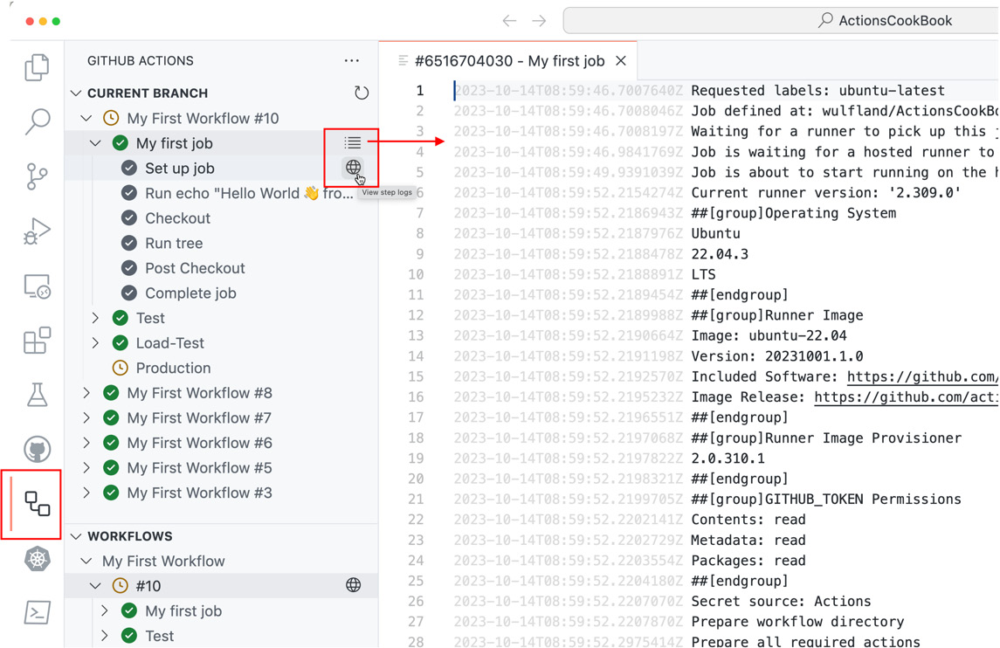 ActionsCookBook
GITHUB ACTIONS
#6516704030 - My first job
CURRENT BRANCH
My First Workflow #10
My first job
Set up job
View step logs
Run echo "Hello World 👋 fro...
Checkout
Run tree
Post Checkout
Complete job
Test
Load-Test
Production
My First Workflow #8
My First Workflow #7
My First Workflow #6
My First Workflow #5
My First Workflow #3
WORKFLOWS
My First Workflow
#10
My first job
Test
1 2023-10-14T08:59:46.7007640Z Requested labels: ubuntu-latest
2 2023-10-14T08:59:46.7008046Z Job defined at: wulfland/ActionsCookBo
3 2023-10-14T08:59:46.7008197Z Waiting for a runner to pick up this j
4 2023-10-14T08:59:46.9841769Z Job is waiting for a hosted runner to
5 2023-10-14T08:59:49.9391039Z Job is about to start running on the h
6 2023-10-14T08:59:52.2154274Z Current runner version: '2.309.0'
7 2023-10-14T08:59:52.2186943Z ##[group]Operating System
8 2023-10-14T08:59:52.2187976Z Ubuntu
9 2023-10-14T08:59:52.2188478Z 22.04.3
10 2023-10-14T08:59:52.2188891Z LTS
11 2023-10-14T08:59:52.2189454Z ##[endgroup]
12 2023-10-14T08:59:52.2189988Z ##[group]Runner Image
13 2023-10-14T08:59:52.2190664Z Image: ubuntu-22.04
14 2023-10-14T08:59:52.2191198Z Version: 20231001.1.0
15 2023-10-14T08:59:52.2192570Z Included Software: https://github.com/
16 2023-10-14T08:59:52.2195232Z Image Release: https://github.com/acti
17 2023-10-14T08:59:52.2196551Z ##[endgroup]
18 2023-10-14T08:59:52.2197068Z ##[group]Runner Image Provisioner
19 2023-10-14T08:59:52.2197822Z 2.0.310.1
20 2023-10-14T08:59:52.2198321Z ##[endgroup]
21 2023-10-14T08:59:52.2199705Z ##[group]GITHUB_TOKEN Permissions
22 2023-10-14T08:59:52.2202141Z Contents: read
23 2023-10-14T08:59:52.2202729Z Metadata: read
24 2023-10-14T08:59:52.2203554Z Packages: read
25 2023-10-14T08:59:52.2204180Z ##[endgroup]
26 2023-10-14T08:59:52.2207070Z Secret source: Actions
27 2023-10-14T08:59:52.2207870Z Prepare workflow directory
28 2023-10-14T08:59:52.2975414Z Prepare all required actions